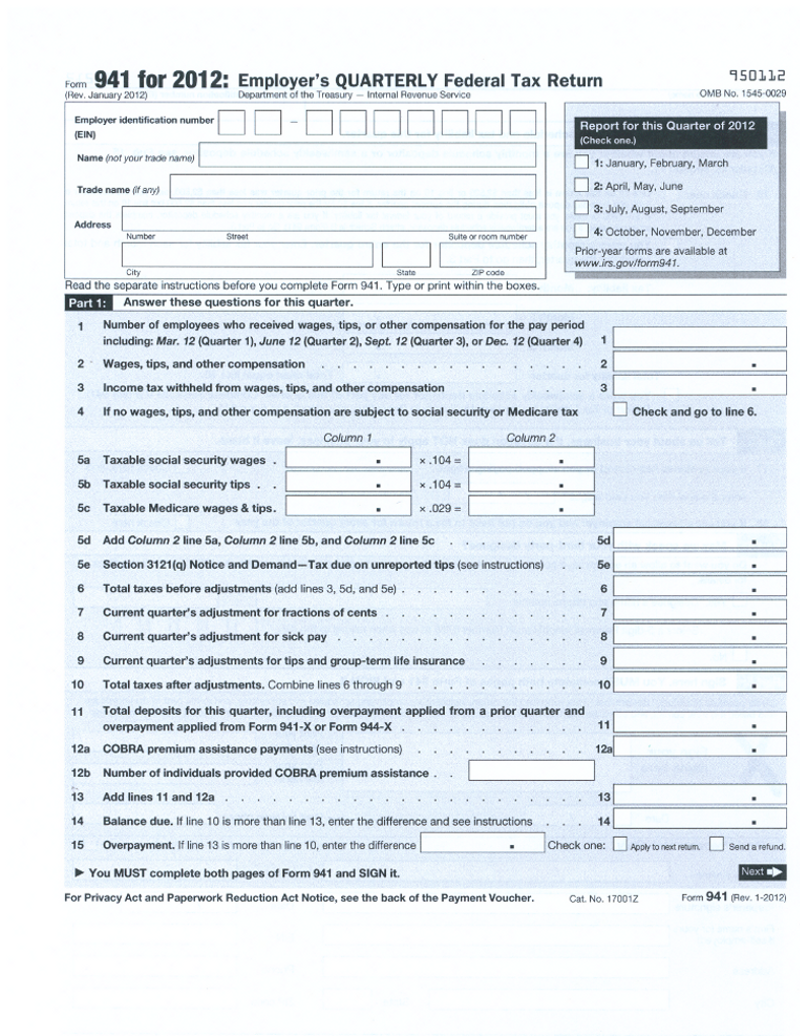 Form 941 for 2012: Employer's QUARTERLY Federal Tax Return 950112
(Rev. January 2012) Department of the Treasury — Internal Revenue Service OMB No. 1545-0029
Employer identification number
(EIN)
—
Name (not your trade name)
Trade name (if any)
Address
Number Street Suite or room number
City State ZIP code
Report for this Quarter of 2012
(Check one.)
1: January, February, March
2: April, May, June
3: July, August, September
4: October, November, December
Prior-year forms are available at
www.irs.gov/form941.
Read the separate instructions before you complete Form 941. Type or print within the boxes.
Part 1: Answer these questions for this quarter.
1 Number of employees who received wages, tips, or other compensation for the pay period
including: Mar. 12 (Quarter 1), June 12 (Quarter 2), Sept. 12 (Quarter 3), or Dec. 12 (Quarter 4) 1
2 Wages, tips, and other compensation . . . . . . . . . . . . . . 2 .
3 Income tax withheld from wages, tips, and other compensation . . . . . . 3 .
4 If no wages, tips, and other compensation are subject to social security or Medicare tax Check and go to line 6.
Column 1 Column 2
5a Taxable social security wages . . × .104 = .
5b Taxable social security tips . . . × .104 = .
5c Taxable Medicare wages & tips. . × .029 = .
5d Add Column 2 line 5a, Column 2 line 5b, and Column 2 line 5c . . . . . . . 5d .
5e Section 3121(q) Notice and Demand—Tax due on unreported tips (see instructions) . . 5e .
6 Total taxes before adjustments (add lines 3, 5d, and 5e) . . . . . . . . . 6 .
7 Current quarter's adjustment for fractions of cents . . . . . . . . . . 7 .
8 Current quarter's adjustment for sick pay . . . . . . . . . . . . . 8 .
9 Current quarter's adjustments for tips and group-term life insurance . . . . . . 9 .
10 Total taxes after adjustments. Combine lines 6 through 9 . . . . . . . . . 10 .
11 Total deposits for this quarter, including overpayment applied from a prior quarter and
overpayment applied from Form 941-X or Form 944-X . . . . . . . . . . 11 .
12a COBRA premium assistance payments (see instructions) . . . . . . . . 12a .
12b Number of individuals provided COBRA premium assistance . .
13 Add lines 11 and 12a . . . . . . . . . . . . . . . . . . 13 .
14 Balance due. If line 10 is more than line 13, enter the difference and see instructions . . . 14 .
15 Overpayment. If line 13 is more than line 10, enter the difference . Check one: Apply to next return. Send a refund.
▶ You MUST complete both pages of Form 941 and SIGN it. Next ➡
For Privacy Act and Paperwork Reduction Act Notice, see the back of the Payment Voucher. Cat. No. 17001Z Form 941 (Rev. 1-2012)